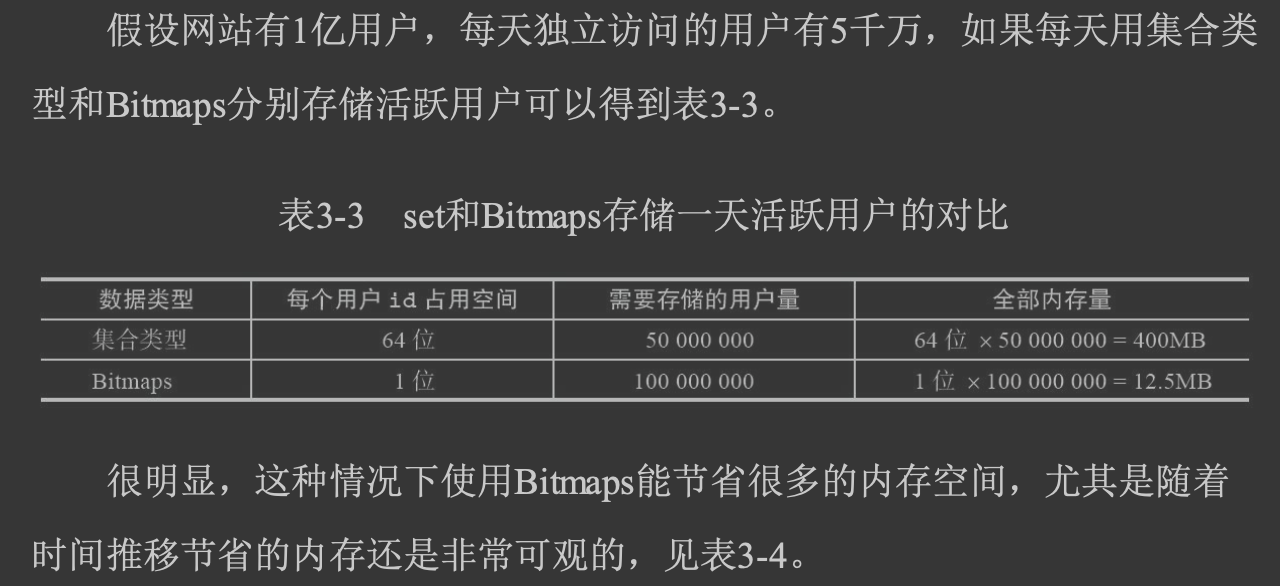 假设网站有1亿用户，每天独立访问的用户有5千万，如果每天用集合类
型和Bitmaps分别存储活跃用户可以得到表3-3。
表3-3 set和Bitmaps存储一天活跃用户的对比
数据类型 每个用户 id 占用空间 需要存储的用户量 全部内存量
集合类型 64 位 50 000 000 64 位 × 50 000 000 = 400MB
Bitmaps 1 位 100 000 000 1 位 × 100 000 000 = 12.5MB
很明显，这种情况下使用Bitmaps能节省很多的内存空间，尤其是随着
时间推移节省的内存还是非常可观的，见表3-4。